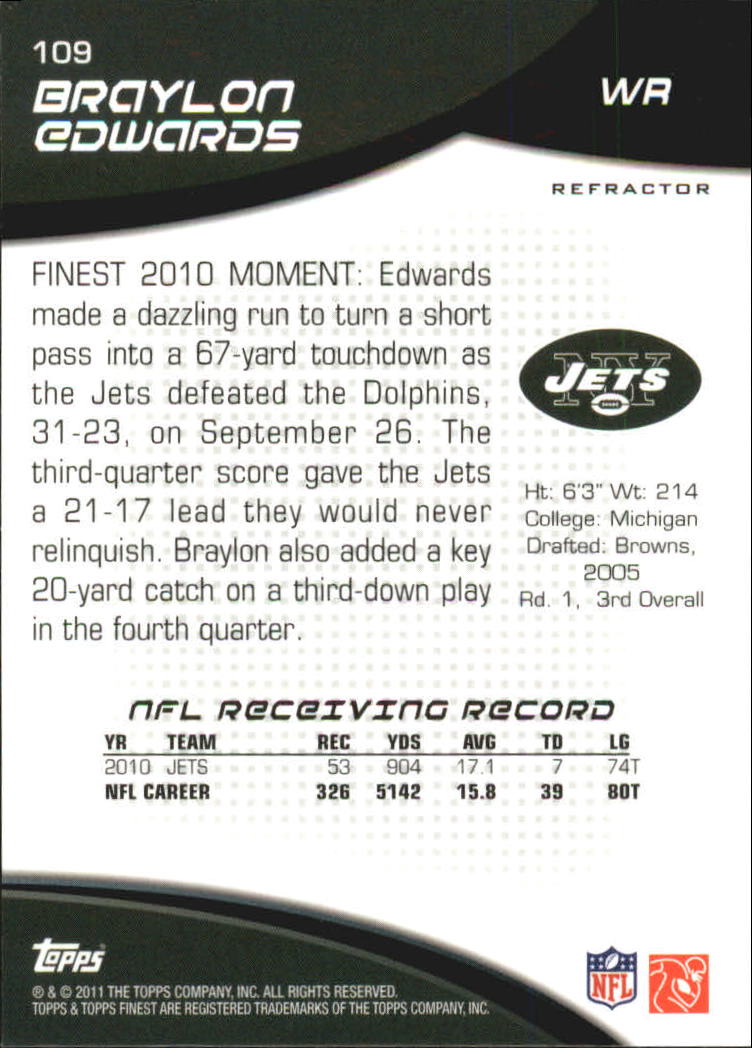 109
BRAYLON
EDWARDS
WR
REFRACTOR
FINEST 2010 MOMENT: Edwards
made a dazzling run to turn a short
pass into a 67-yard touchdown as
the Jets defeated the Dolphins,
31-23, on September 26. The
third-quarter score gave the Jets
a 21-17 lead they would never
relinquish. Braylon also added a key
20-yard catch on a third-down play
in the fourth quarter.
NY
JETS
Ht: 6'3" Wt: 214
College: Michigan
Drafted: Browns,
2005
Rd. 1, 3rd Overall
NFL RECEIVING RECORD
YR TEAM REC YDS AVG TD LG
2010 JETS 53 904 17.1 7 74T
NFL CAREER 326 5142 15.8 39 80T
topps
® & © 2011 THE TOPPS COMPANY, INC. ALL RIGHTS RESERVED.
TOPPS & TOPPS FINEST ARE REGISTERED TRADEMARKS OF THE TOPPS COMPANY, INC.
NFL